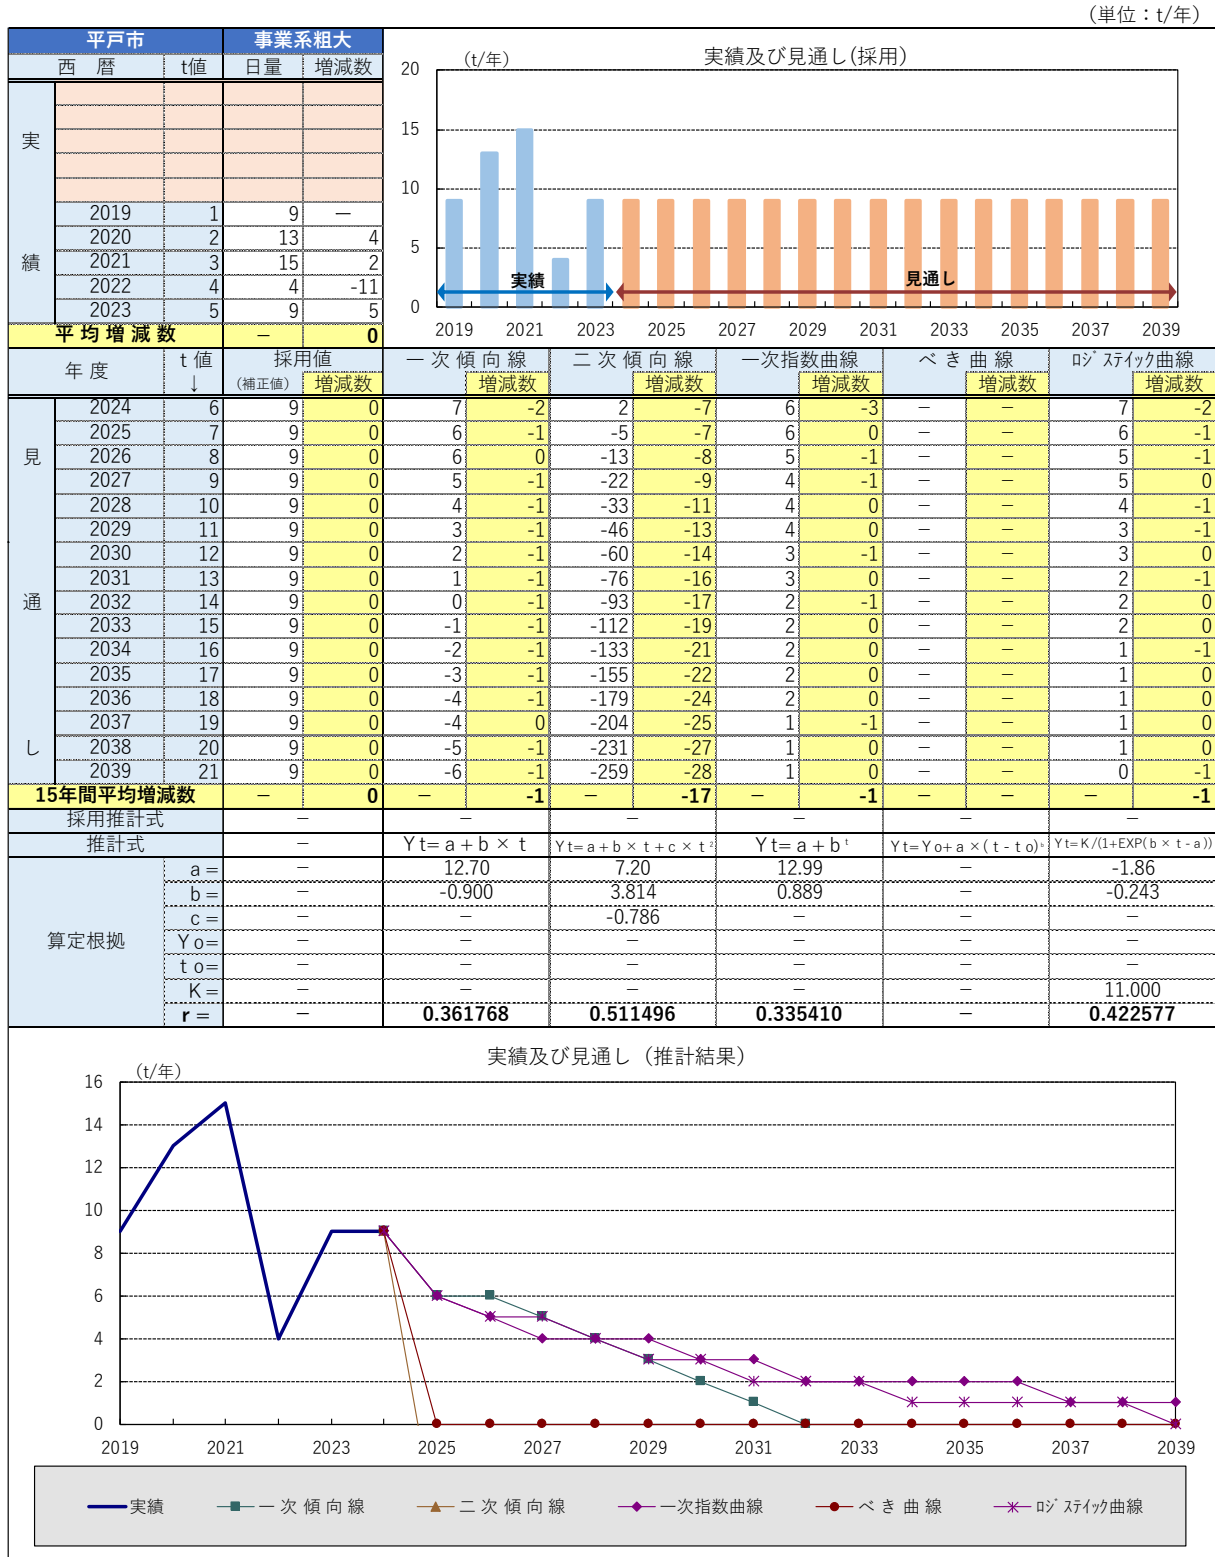 （単位：t/年）
平戸市 事業系粗大
西 暦 t値 日量 増減数
実
績
2019 1 9 －
2020 2 13 4
2021 3 15 2
2022 4 4 -11
2023 5 9 5
平 均 増 減 数 － 0
実績及び見通し(採用)
(t/年)
20
15
10
5
0
実績 見通し
2019 2021 2023 2025 2027 2029 2031 2033 2035 2037 2039
年 度 ｔ値 ↓ 採用値 (補正値) 増減数 一 次 傾 向 線 増減数 二 次 傾 向 線 増減数 一次指数曲線 増減数 べ き 曲 線 増減数 ﾛｼﾞｽﾃｨｯｸ曲線 増減数
見
通
し
2024 6 9 0 7 -2 2 -7 6 -3 － － 7 -2
2025 7 9 0 6 -1 -5 -7 6 0 － － 6 -1
2026 8 9 0 6 0 -13 -8 5 -1 － － 5 -1
2027 9 9 0 5 -1 -22 -9 4 -1 － － 5 0
2028 10 9 0 4 -1 -33 -11 4 0 － － 4 -1
2029 11 9 0 3 -1 -46 -13 4 0 － － 3 -1
2030 12 9 0 2 -1 -60 -14 3 -1 － － 3 0
2031 13 9 0 1 -1 -76 -16 3 0 － － 2 -1
2032 14 9 0 0 -1 -93 -17 2 -1 － － 2 0
2033 15 9 0 -1 -1 -112 -19 2 0 － － 2 0
2034 16 9 0 -2 -1 -133 -21 2 0 － － 1 -1
2035 17 9 0 -3 -1 -155 -22 2 0 － － 1 0
2036 18 9 0 -4 -1 -179 -24 2 0 － － 1 0
2037 19 9 0 -4 0 -204 -25 1 -1 － － 1 0
2038 20 9 0 -5 -1 -231 -27 1 0 － － 1 0
2039 21 9 0 -6 -1 -259 -28 1 0 － － 0 -1
15年間平均増減数 － 0 － -1 － -17 － -1 － － － -1
採用推計式 － － － － － －
推計式 － Ｙt=ａ+ｂ×ｔ Ｙt=ａ+ｂ×ｔ+ｃ×ｔ² Ｙt=ａ+ｂᵗ Ｙt=Ｙo+ａ×(ｔ-ｔo)ᵇ Ｙt=Ｋ/(1+EXP(ｂ×ｔ-ａ))
算定根拠
ａ= － 12.70 7.20 12.99 － -1.86
ｂ= － -0.900 3.814 0.889 － -0.243
ｃ= － － -0.786 － － －
Ｙo= － － － － － －
ｔo= － － － － － －
Ｋ= － － － － － 11.000
ｒ= － 0.361768 0.511496 0.335410 － 0.422577
実績及び見通し（推計結果）
(t/年)
16
14
12
10
8
6
4
2
0
2019 2021 2023 2025 2027 2029 2031 2033 2035 2037 2039
実績 一 次 傾 向 線 二 次 傾 向 線 一次指数曲線 べ き 曲 線 ﾛｼﾞｽﾃｨｯｸ曲線